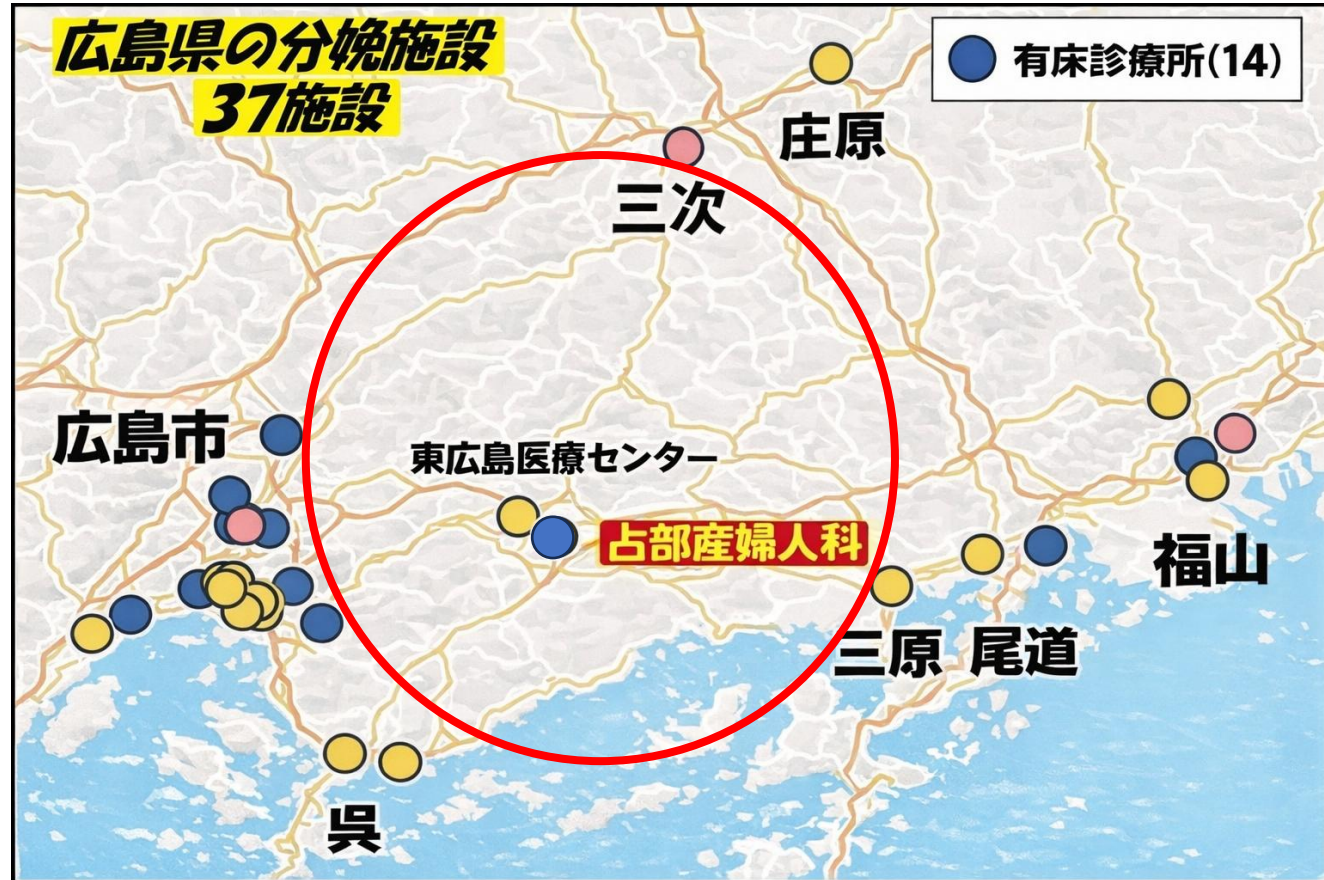 広島県の分娩施設
37施設
有床診療所(14)
庄原
三次
広島市
東広島医療センター
占部産婦人科
福山
三原 尾道
呉